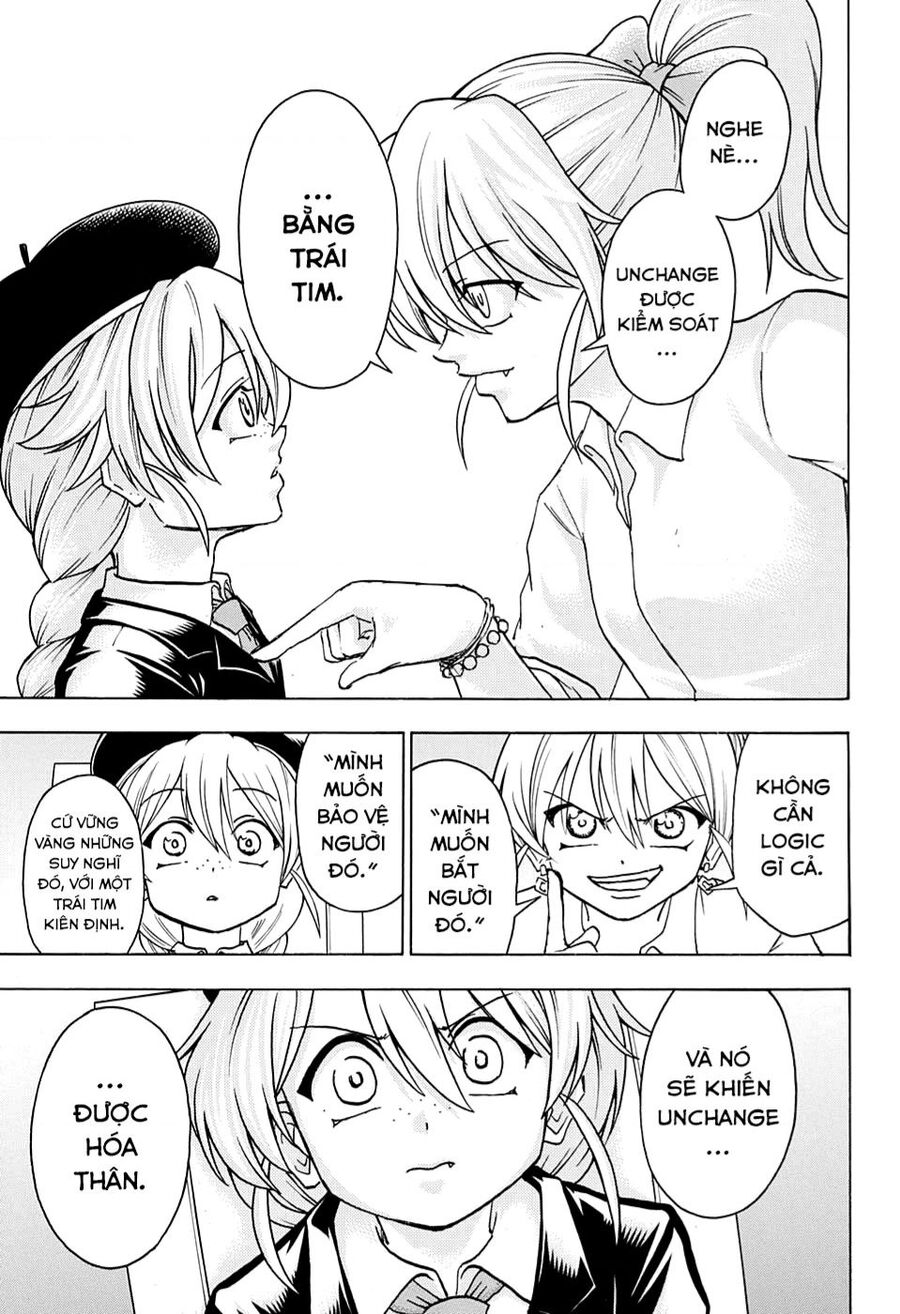 NGHE
NÈ...
UNCHANGE
ĐƯỢC
KIỂM SOÁT
...
...
BẰNG
TRÁI
TIM.
KHÔNG
CẦN
LOGIC
GÌ CẢ.
"MÌNH
MUỐN
BẮT
NGƯỜI
ĐÓ."
"MÌNH
MUỐN
BẢO VỆ
NGƯỜI
ĐÓ."
CỨ VỮNG
VÀNG NHỮNG
SUY NGHĨ
ĐÓ, VỚI MỘT
TRÁI TIM
KIÊN ĐỊNH.
VÀ NÓ
SẼ KHIẾN
UNCHANGE
...
...
ĐƯỢC
HÓA
THÂN.